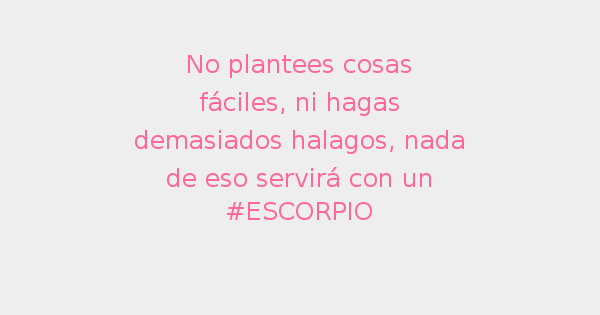 No plantees cosas
fáciles, ni hagas
demasiados halagos, nada
de eso servirá con un
#ESCORPIO